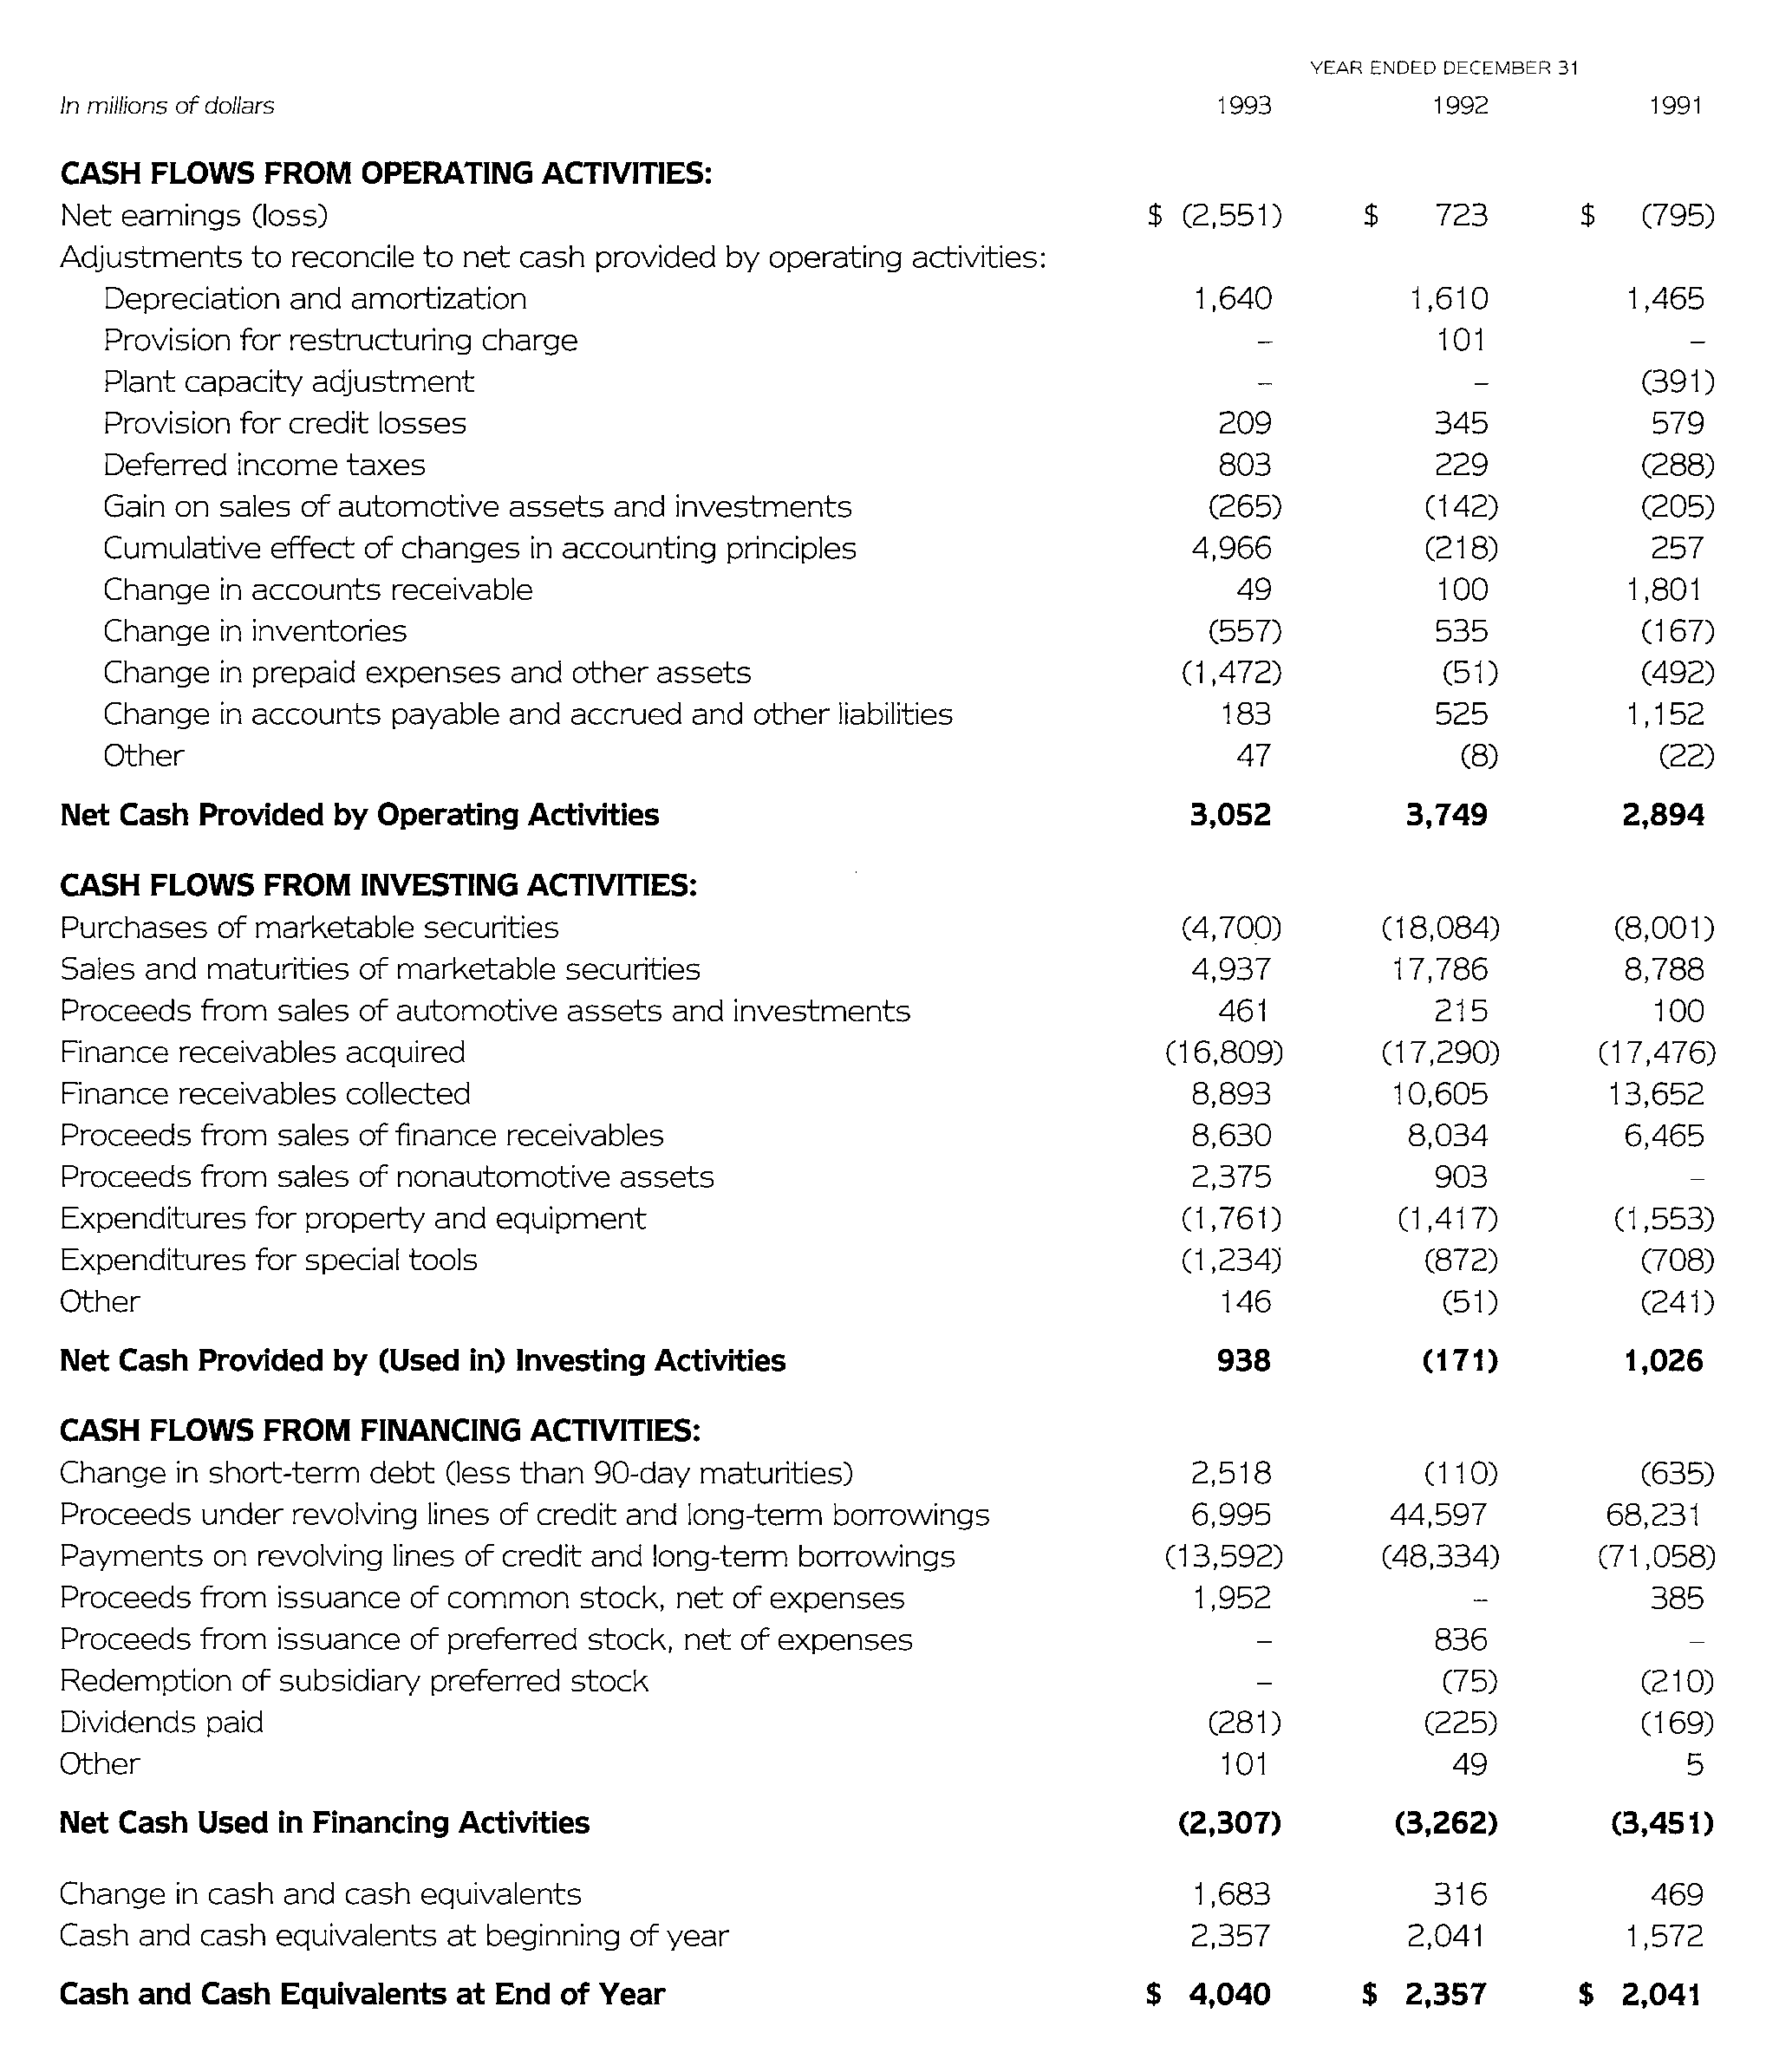 YEAR ENDED DECEMBER 31
In millions of dollars 1993 1992 1991
CASH FLOWS FROM OPERATING ACTIVITIES:
Net earnings (loss) $ (2,551) $ 723 $ (795)
Adjustments to reconcile to net cash provided by operating activities:
Depreciation and amortization 1,640 1,610 1,465
Provision for restructuring charge – 101 –
Plant capacity adjustment – – (391)
Provision for credit losses 209 345 579
Deferred income taxes 803 229 (288)
Gain on sales of automotive assets and investments (265) (142) (205)
Cumulative effect of changes in accounting principles 4,966 (218) 257
Change in accounts receivable 49 100 1,801
Change in inventories (557) 535 (167)
Change in prepaid expenses and other assets (1,472) (51) (492)
Change in accounts payable and accrued and other liabilities 183 525 1,152
Other 47 (8) (22)
Net Cash Provided by Operating Activities 3,052 3,749 2,894
CASH FLOWS FROM INVESTING ACTIVITIES:
Purchases of marketable securities (4,700) (18,084) (8,001)
Sales and maturities of marketable securities 4,937 17,786 8,788
Proceeds from sales of automotive assets and investments 461 215 100
Finance receivables acquired (16,809) (17,290) (17,476)
Finance receivables collected 8,893 10,605 13,652
Proceeds from sales of finance receivables 8,630 8,034 6,465
Proceeds from sales of nonautomotive assets 2,375 903 –
Expenditures for property and equipment (1,761) (1,417) (1,553)
Expenditures for special tools (1,234) (872) (708)
Other 146 (51) (241)
Net Cash Provided by (Used in) Investing Activities 938 (171) 1,026
CASH FLOWS FROM FINANCING ACTIVITIES:
Change in short-term debt (less than 90-day maturities) 2,518 (110) (635)
Proceeds under revolving lines of credit and long-term borrowings 6,995 44,597 68,231
Payments on revolving lines of credit and long-term borrowings (13,592) (48,334) (71,058)
Proceeds from issuance of common stock, net of expenses 1,952 – 385
Proceeds from issuance of preferred stock, net of expenses – 836 –
Redemption of subsidiary preferred stock – (75) (210)
Dividends paid (281) (225) (169)
Other 101 49 5
Net Cash Used in Financing Activities (2,307) (3,262) (3,451)
Change in cash and cash equivalents 1,683 316 469
Cash and cash equivalents at beginning of year 2,357 2,041 1,572
Cash and Cash Equivalents at End of Year $ 4,040 $ 2,357 $ 2,041